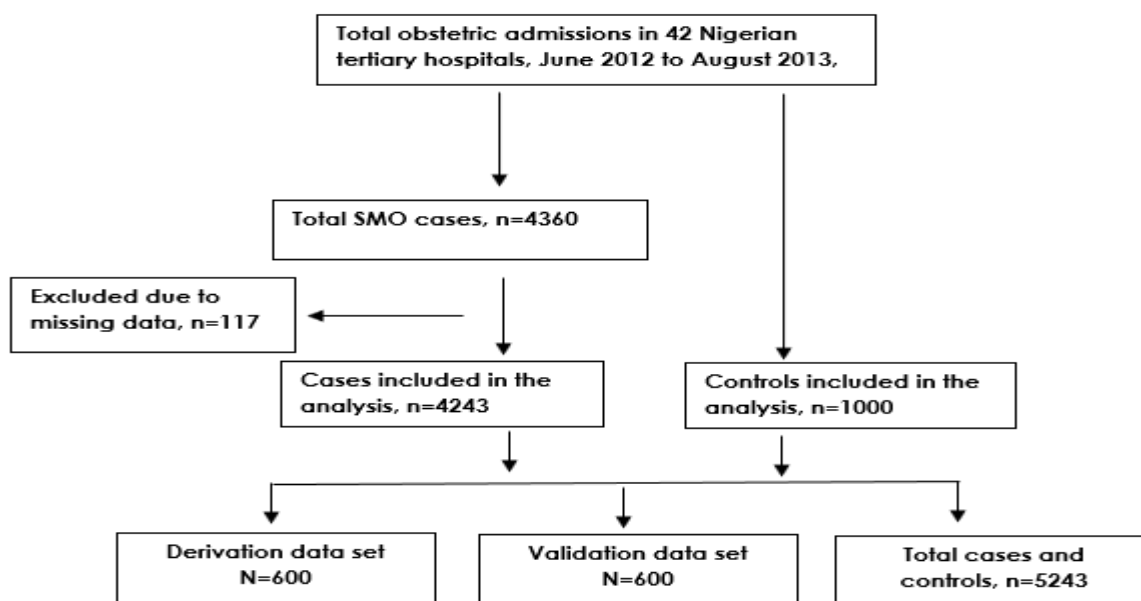 Total obstetric admissions in 42 Nigerian
tertiary hospitals, June 2012 to August 2013,
Total SMO cases, n=4360
Excluded due to
missing data, n=117
Cases included in the
analysis, n=4243
Controls included in the
analysis, n=1000
Derivation data set
N=600
Validation data set
N=600
Total cases and
controls, n=5243